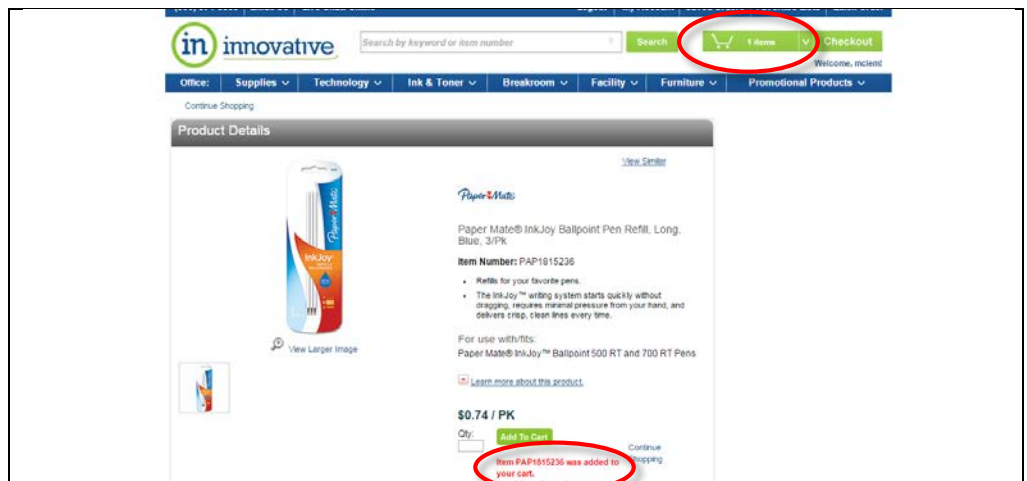 in innovative
Search by keyword or item number
Search
1 items
Checkout
Welcome, mclemi
Office:
Supplies
Technology
Ink & Toner
Breakroom
Facility
Furniture
Promotional Products
Continue Shopping
Product Details
View Similar
Paper Mate
Paper Mate
InkJoy
Paper Mate® InkJoy Ballpoint Pen Refill, Long,
Blue, 3/Pk
Item Number: PAP1815236
• Refills for your favorite pens.
• The InkJoy™ writing system starts quickly without
dragging, requires minimal pressure from your hand, and
delivers crisp, clean lines every time.
For use with/fits:
Paper Mate® InkJoy™ Ballpoint 500 RT and 700 RT Pens
View Larger Image
Learn more about this product.
$0.74 / PK
Qty:
Add To Cart
Continue
Shopping
Item PAP1815236 was added to
your cart.